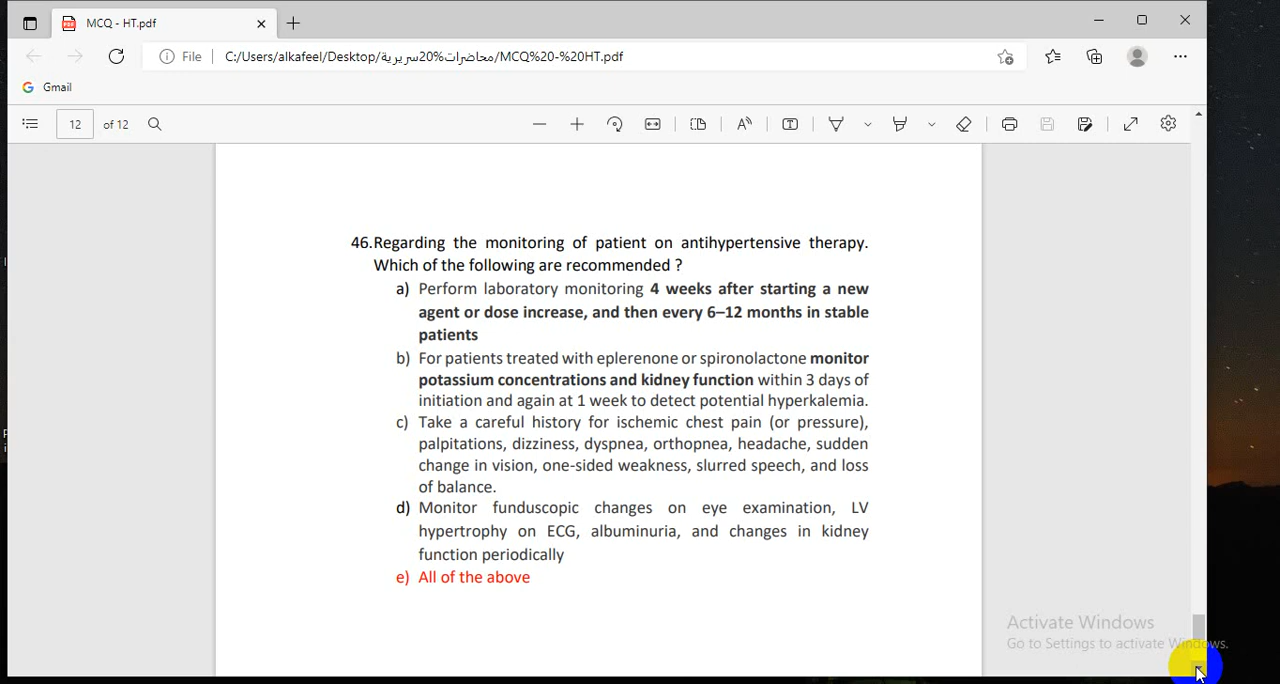 MCQ - HT.pdf
File
C:/Users/alkafeel/Desktop/محاضرات%20سريرية/MCQ%20-%20HT.pdf
Gmail
12 of 12
46.Regarding the monitoring of patient on antihypertensive therapy.
Which of the following are recommended ?
a) Perform laboratory monitoring 4 weeks after starting a new
agent or dose increase, and then every 6–12 months in stable
patients
b) For patients treated with eplerenone or spironolactone monitor
potassium concentrations and kidney function within 3 days of
initiation and again at 1 week to detect potential hyperkalemia.
c) Take a careful history for ischemic chest pain (or pressure),
palpitations, dizziness, dyspnea, orthopnea, headache, sudden
change in vision, one-sided weakness, slurred speech, and loss
of balance.
d) Monitor funduscopic changes on eye examination, LV
hypertrophy on ECG, albuminuria, and changes in kidney
function periodically
e) All of the above
Activate Windows
Go to Settings to activate Windows.